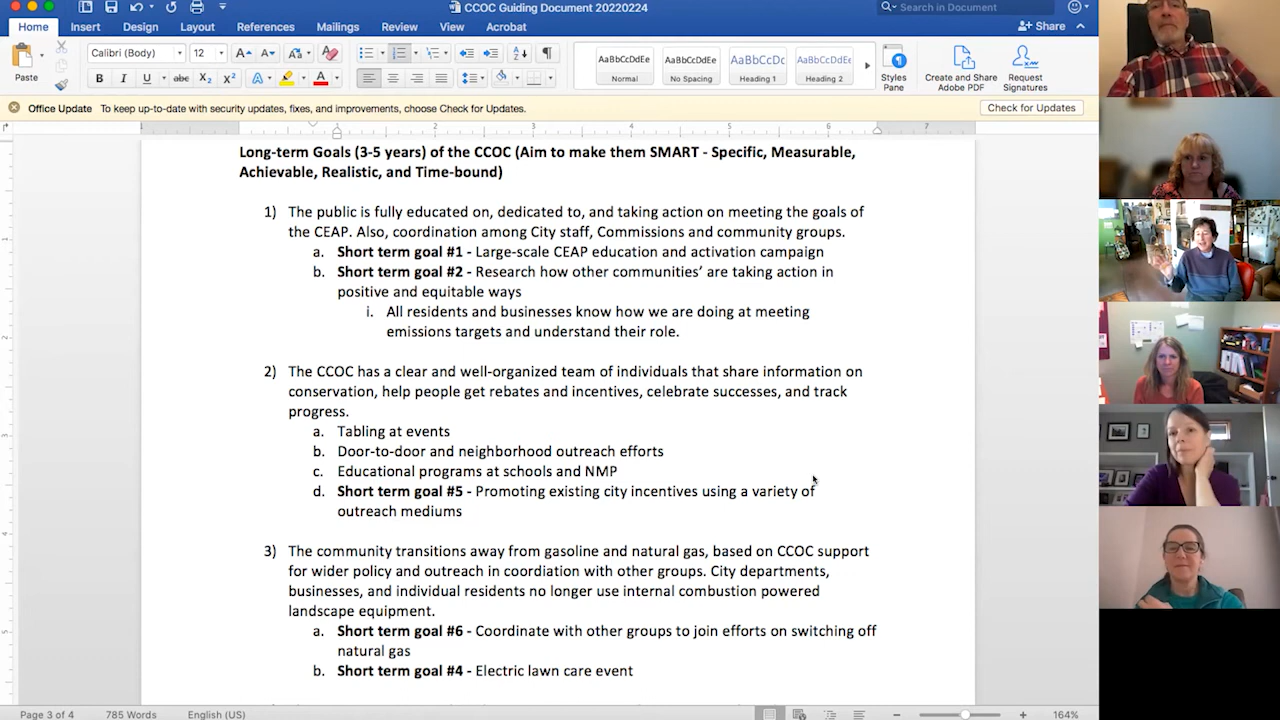 CCOC Guiding Document 20220224
Search in Document
Home Insert Design Layout References Mailings Review View Acrobat
Share
Paste
Calibri (Body) 12
AaBbCcDdEe AaBbCcDdEe AaBbCcDc AaBbCcDdEe
Normal No Spacing Heading 1 Heading 2
Styles Pane
Create and Share Adobe PDF
Request Signatures
Office Update To keep up-to-date with security updates, fixes, and improvements, choose Check for Updates.
Check for Updates
1 1 2 3 4 5 6 7
Long-term Goals (3-5 years) of the CCOC (Aim to make them SMART - Specific, Measurable,
Achievable, Realistic, and Time-bound)
1) The public is fully educated on, dedicated to, and taking action on meeting the goals of
the CEAP. Also, coordination among City staff, Commissions and community groups.
a. Short term goal #1 - Large-scale CEAP education and activation campaign
b. Short term goal #2 - Research how other communities’ are taking action in
positive and equitable ways
i. All residents and businesses know how we are doing at meeting
emissions targets and understand their role.
2) The CCOC has a clear and well-organized team of individuals that share information on
conservation, help people get rebates and incentives, celebrate successes, and track
progress.
a. Tabling at events
b. Door-to-door and neighborhood outreach efforts
c. Educational programs at schools and NMP
d. Short term goal #5 - Promoting existing city incentives using a variety of
outreach mediums
3) The community transitions away from gasoline and natural gas, based on CCOC support
for wider policy and outreach in coordiation with other groups. City departments,
businesses, and individual residents no longer use internal combustion powered
landscape equipment.
a. Short term goal #6 - Coordinate with other groups to join efforts on switching off
natural gas
b. Short term goal #4 - Electric lawn care event
Page 3 of 4 785 Words English (US) 164%